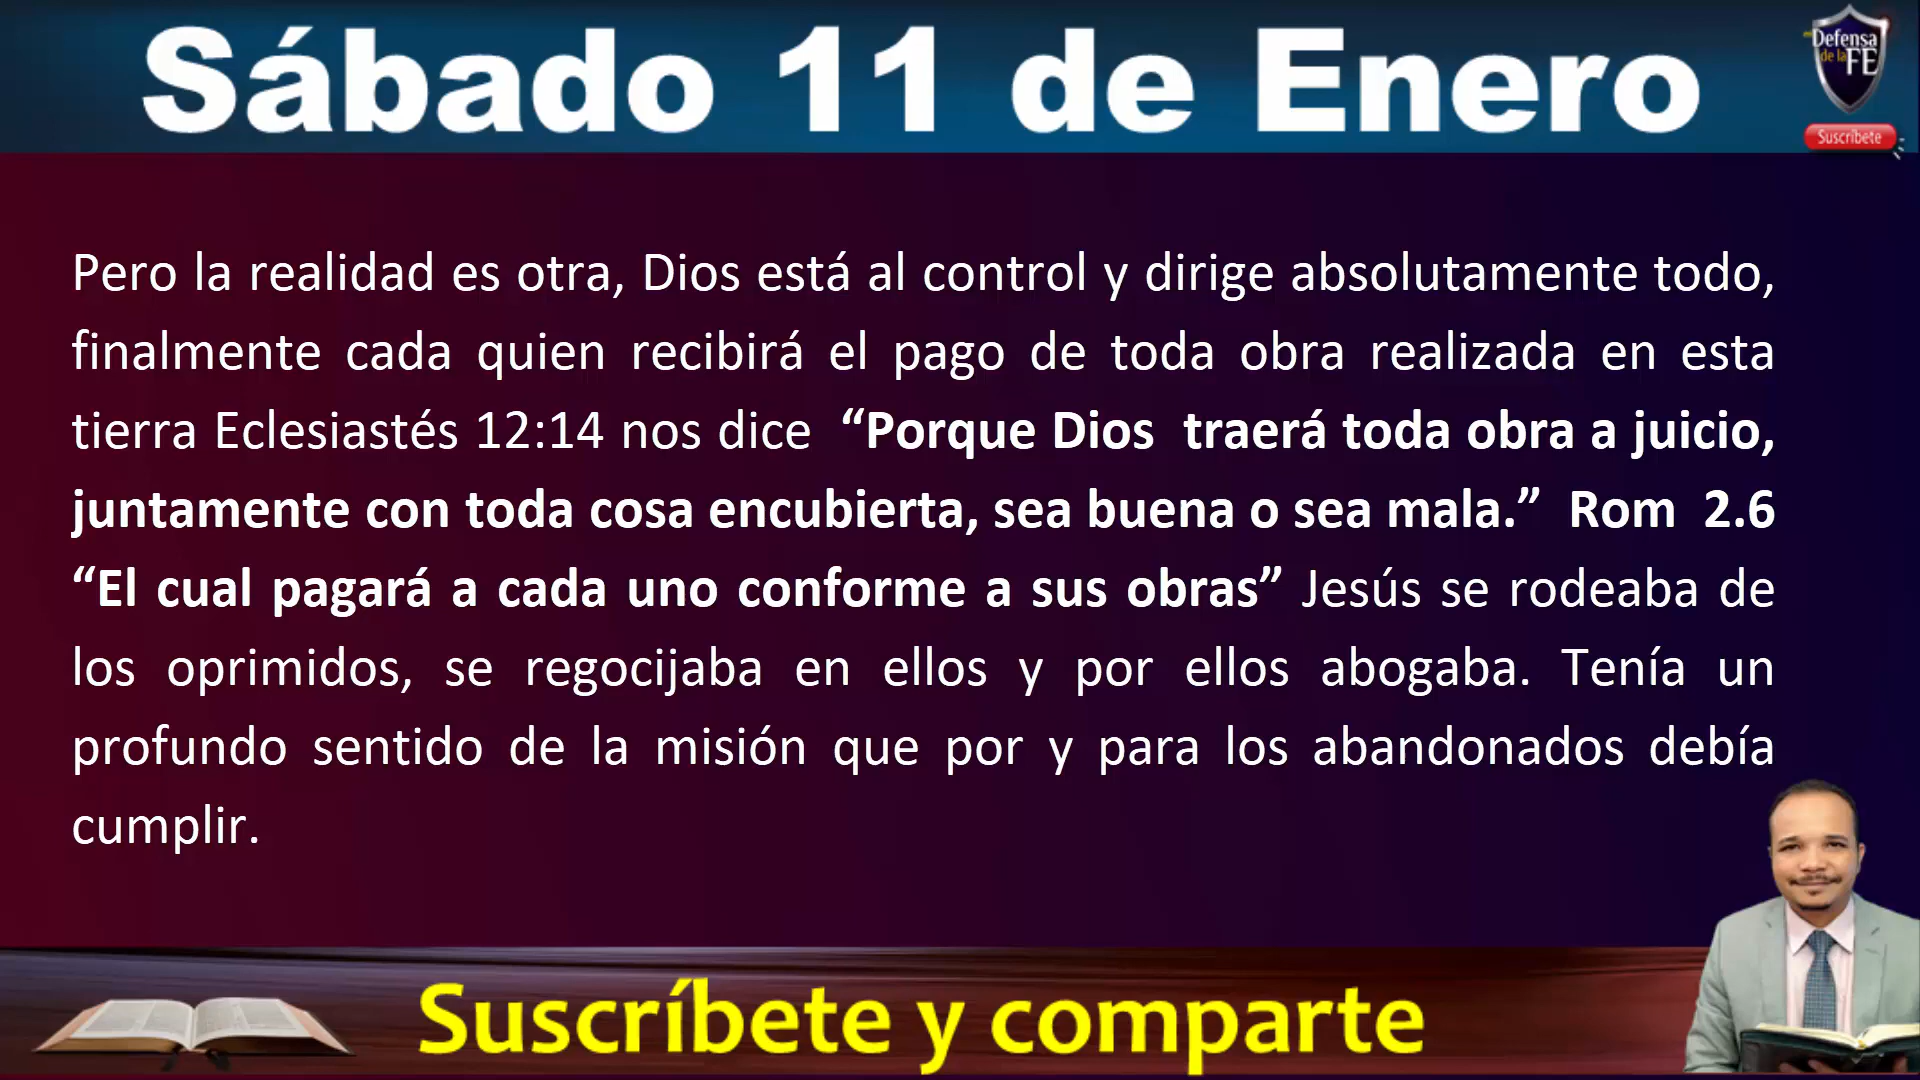 Sábado 11 de Enero
Defensa
de la FE
Suscríbete
Pero la realidad es otra, Dios está al control y dirige absolutamente todo,
finalmente cada quien recibirá el pago de toda obra realizada en esta
tierra Eclesiastés 12:14 nos dice “Porque Dios traerá toda obra a juicio,
juntamente con toda cosa encubierta, sea buena o sea mala.” Rom 2.6
“El cual pagará a cada uno conforme a sus obras” Jesús se rodeaba de
los oprimidos, se regocijaba en ellos y por ellos abogaba. Tenía un
profundo sentido de la misión que por y para los abandonados debía
cumplir.
Suscríbete y comparte